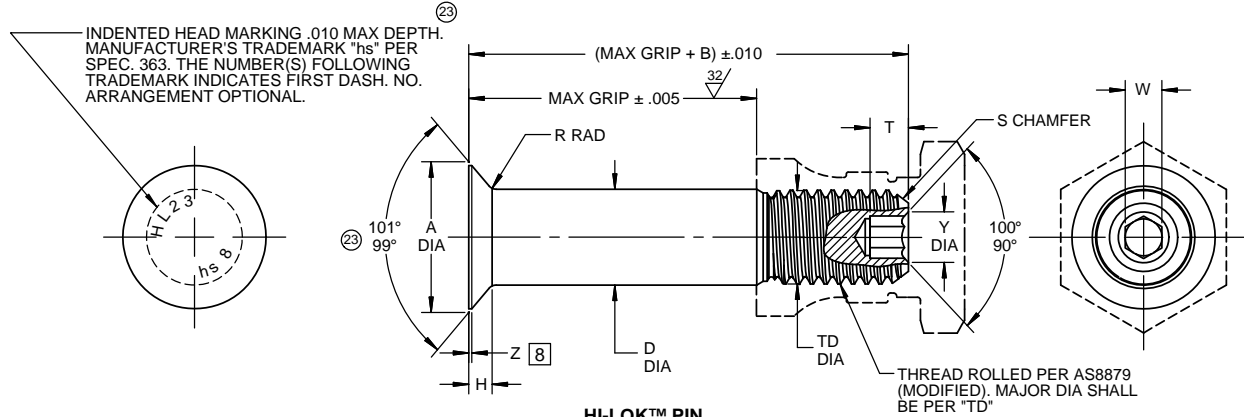 23
INDENTED HEAD MARKING .010 MAX DEPTH.
MANUFACTURER'S TRADEMARK "hs" PER
SPEC. 363. THE NUMBER(S) FOLLOWING
TRADEMARK INDICATES FIRST DASH. NO.
ARRANGEMENT OPTIONAL.
(MAX GRIP + B) ±.010
32
MAX GRIP ± .005
W
T
S CHAMFER
R RAD
HL23
hs 8
23
101°
99°
A
DIA
Y
DIA
100°
90°
Z 8
H
D
DIA
TD
DIA
THREAD ROLLED PER AS8879
(MODIFIED). MAJOR DIA SHALL
BE PER "TD"
HI-LOK™ PIN